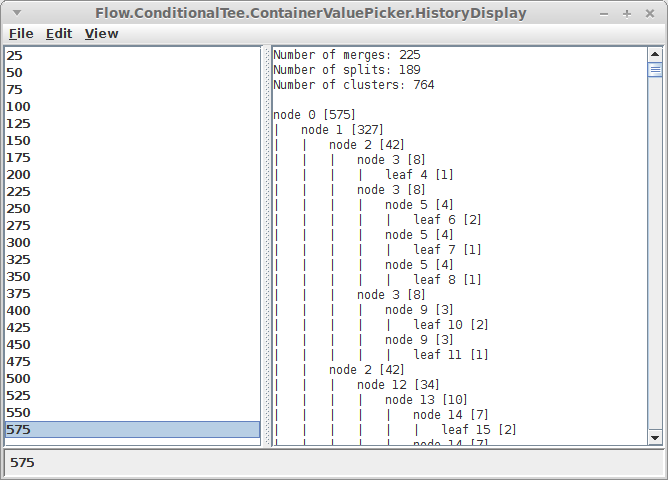 Flow.ConditionalTee.ContainerValuePicker.HistoryDisplay
File Edit View
25
50
75
100
125
150
175
200
225
250
275
300
325
350
375
400
425
450
475
500
525
550
575
Number of merges: 225
Number of splits: 189
Number of clusters: 764
node 0 [575]
| node 1 [327]
| | node 2 [42]
| | | node 3 [8]
| | | | leaf 4 [1]
| | | node 3 [8]
| | | | node 5 [4]
| | | | | leaf 6 [2]
| | | | node 5 [4]
| | | | | leaf 7 [1]
| | | | node 5 [4]
| | | | | leaf 8 [1]
| | | node 3 [8]
| | | | node 9 [3]
| | | | | leaf 10 [2]
| | | | node 9 [3]
| | | | | leaf 11 [1]
| | node 2 [42]
| | | node 12 [34]
| | | | node 13 [10]
| | | | | node 14 [7]
| | | | | | leaf 15 [2]
| | | | | node 14 [7]
575